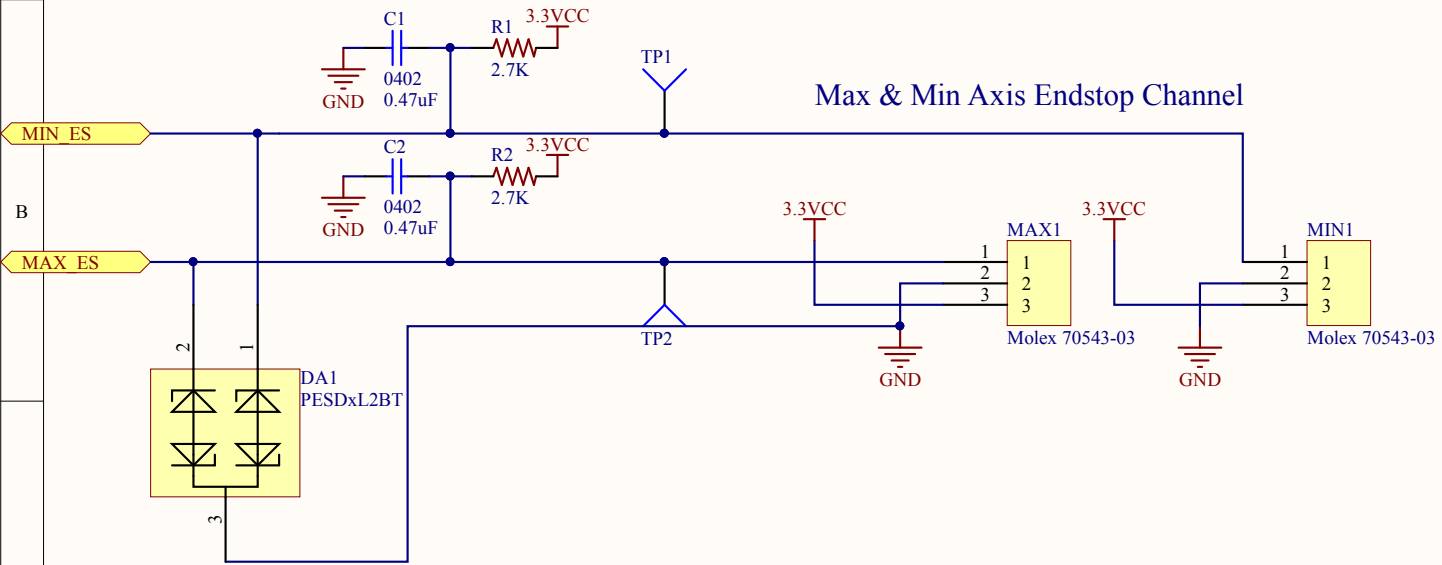 C1
0402
0.47uF
GND
R1
2.7K
3.3VCC
TP1
Max & Min Axis Endstop Channel
MIN_ES
C2
0402
0.47uF
GND
R2
2.7K
3.3VCC
B
MAX_ES
TP2
3.3VCC
MAX1
1 1
2 2
3 3
Molex 70543-03
GND
3.3VCC
MIN1
1 1
2 2
3 3
Molex 70543-03
GND
2
1
DA1
PESDxL2BT
3